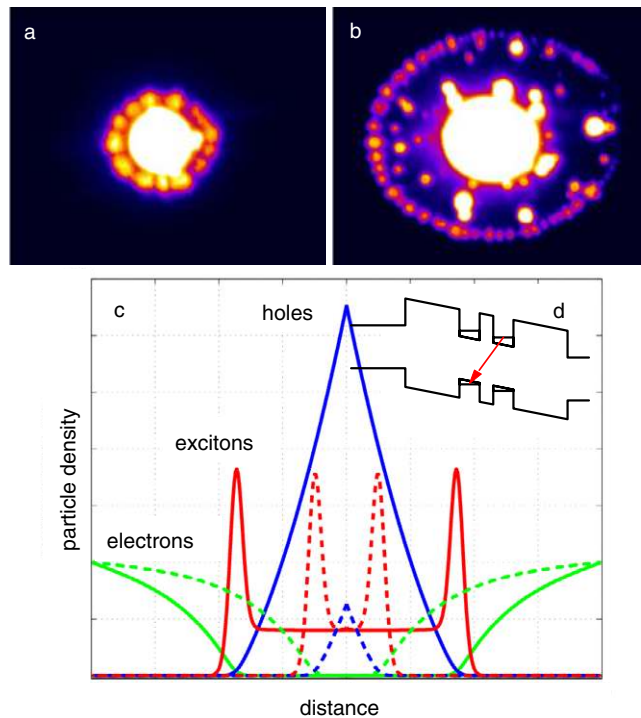 a
b
c
holes
d
excitons
electrons
particle density
distance